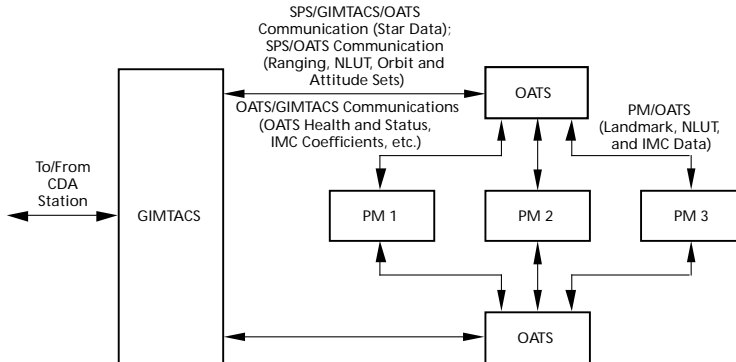 SPS/GIMTACS/OATS
Communication (Star Data);
SPS/OATS Communication
(Ranging, NLUT, Orbit and
Attitude Sets)
OATS
OATS/GIMTACS Communications
(OATS Health and Status,
IMC Coefficients, etc.)
PM/OATS
(Landmark, NLUT,
and IMC Data)
To/From
CDA
Station
GIMTACS
PM 1
PM 2
PM 3
OATS